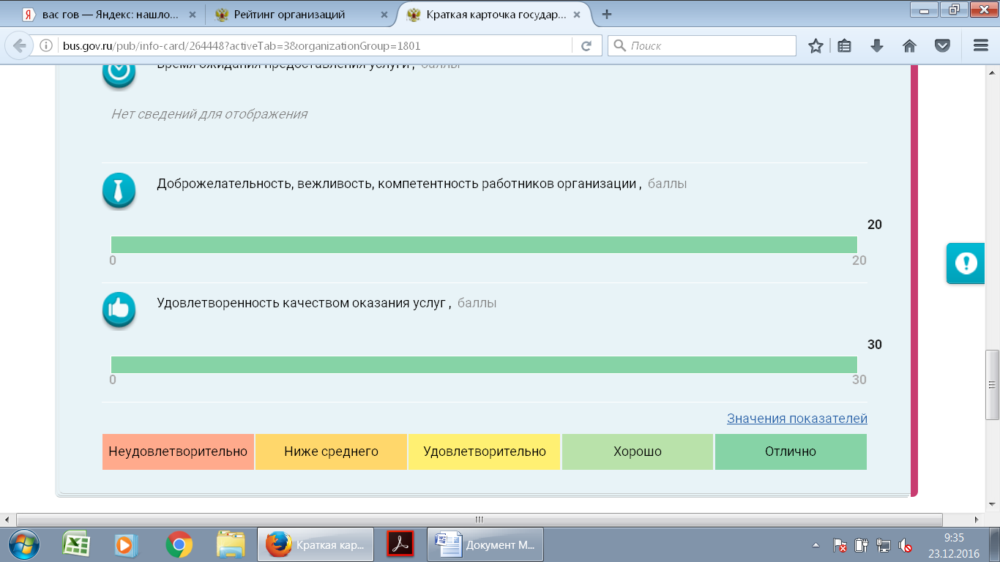 вас гов — Яндекс: нашло...
Рейтинг организаций
Краткая карточка государ...
bus.gov.ru/pub/info-card/264448?activeTab=3&organizationGroup=1801
Поиск
Время ожидания предоставления услуги , баллы
Нет сведений для отображения
Доброжелательность, вежливость, компетентность работников организации , баллы
20
0
20
Удовлетворенность качеством оказания услуг , баллы
30
0
30
Значения показателей
Неудовлетворительно
Ниже среднего
Удовлетворительно
Хорошо
Отлично
Краткая кар...
Документ M...
9:35
23.12.2016